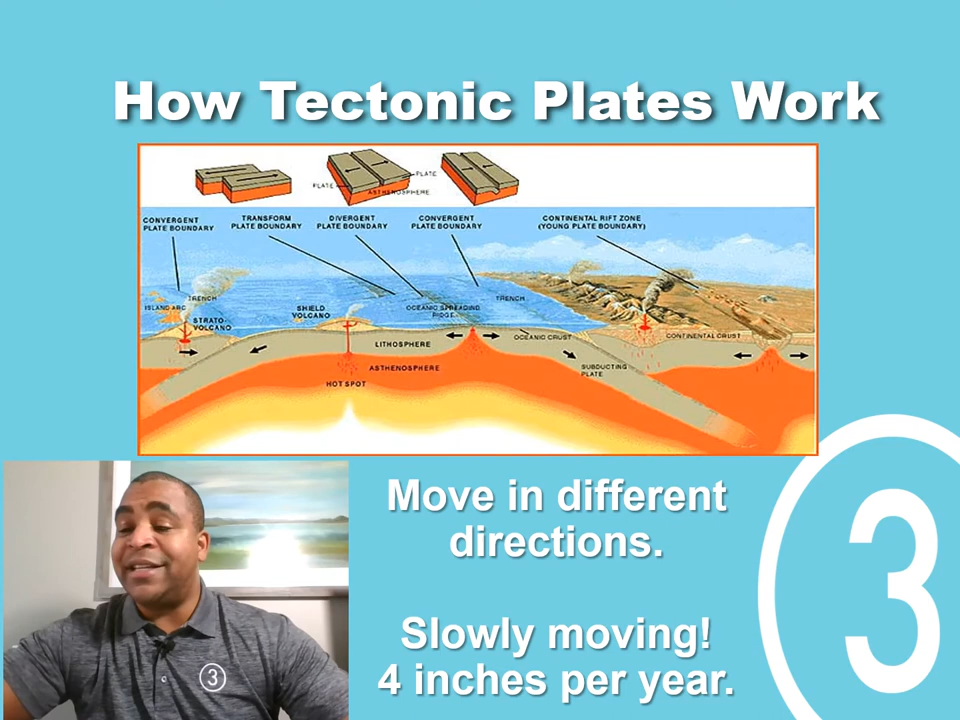 How Tectonic Plates Work
PLATE
PLATE
ASTHENOSPHERE
CONVERGENT
PLATE BOUNDARY
TRANSFORM
PLATE BOUNDARY
DIVERGENT
PLATE BOUNDARY
CONVERGENT
PLATE BOUNDARY
CONTINENTAL RIFT ZONE
(YOUNG PLATE BOUNDARY)
TRENCH
ISLAND ARC
STRATO-
VOLCANO
SHIELD
VOLCANO
OCEANIC SPREADING
RIDGE
TRENCH
LITHOSPHERE
OCEANIC CRUST
CONTINENTAL CRUST
ASTHENOSPHERE
SUBDUCTING
PLATE
HOT SPOT
Move in different
directions.
Slowly moving!
4 inches per year.
3
3